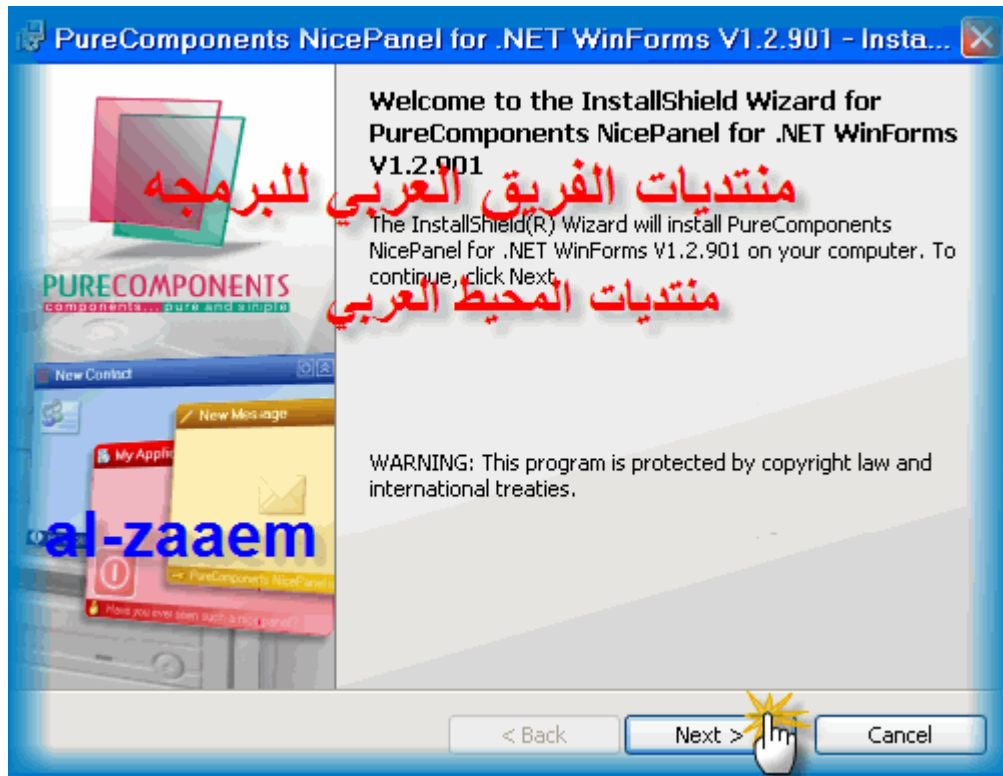 PureComponents NicePanel for .NET WinForms V1.2.901 - Insta...
Welcome to the InstallShield Wizard for
PureComponents NicePanel for .NET WinForms
V1.2.901
منتديات الفريق العربي للبرمجه
The InstallShield(R) Wizard will install PureComponents
NicePanel for .NET WinForms V1.2.901 on your computer. To
continue, click Next.
منتديات المحيط العربي
PURECOMPONENTS
components... pure and simple
New Contact
New Message
My Appli
WARNING: This program is protected by copyright law and
international treaties.
al-zaaem
PureComponents NicePanel
Have you ever seen such a nice panel?
< Back
Next >
Cancel